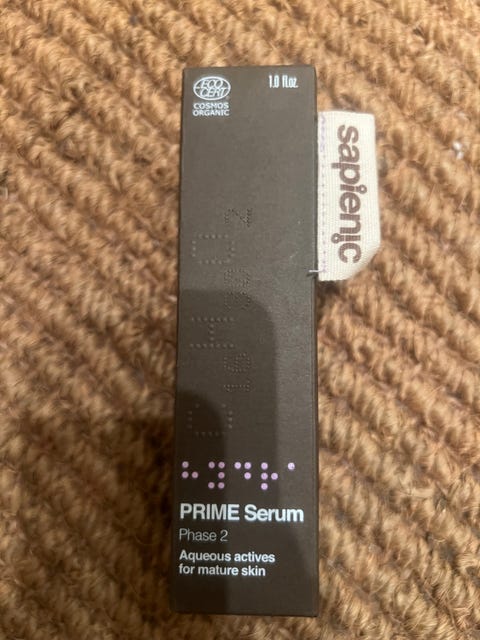 ECO
CERT
COSMOS
ORGANIC
1.0 fl.oz.
sapienic
PRIME Serum
Phase 2
Aqueous actives
for mature skin